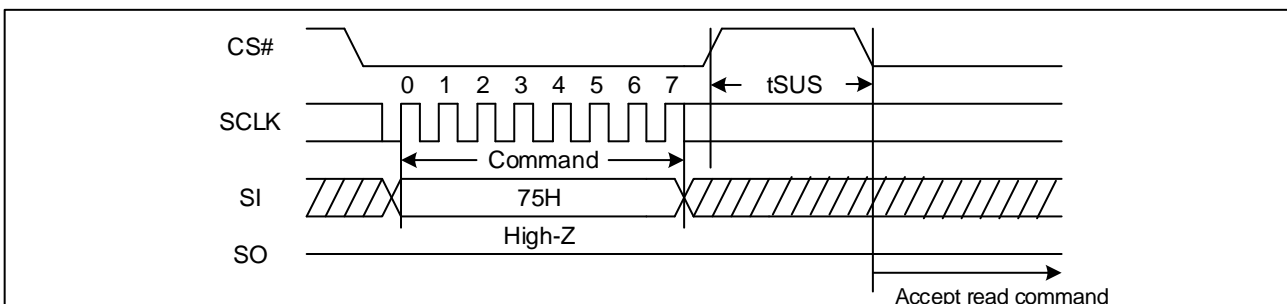 CS#
0 1 2 3 4 5 6 7
tSUS
SCLK
Command
SI
75H
High-Z
SO
Accept read command